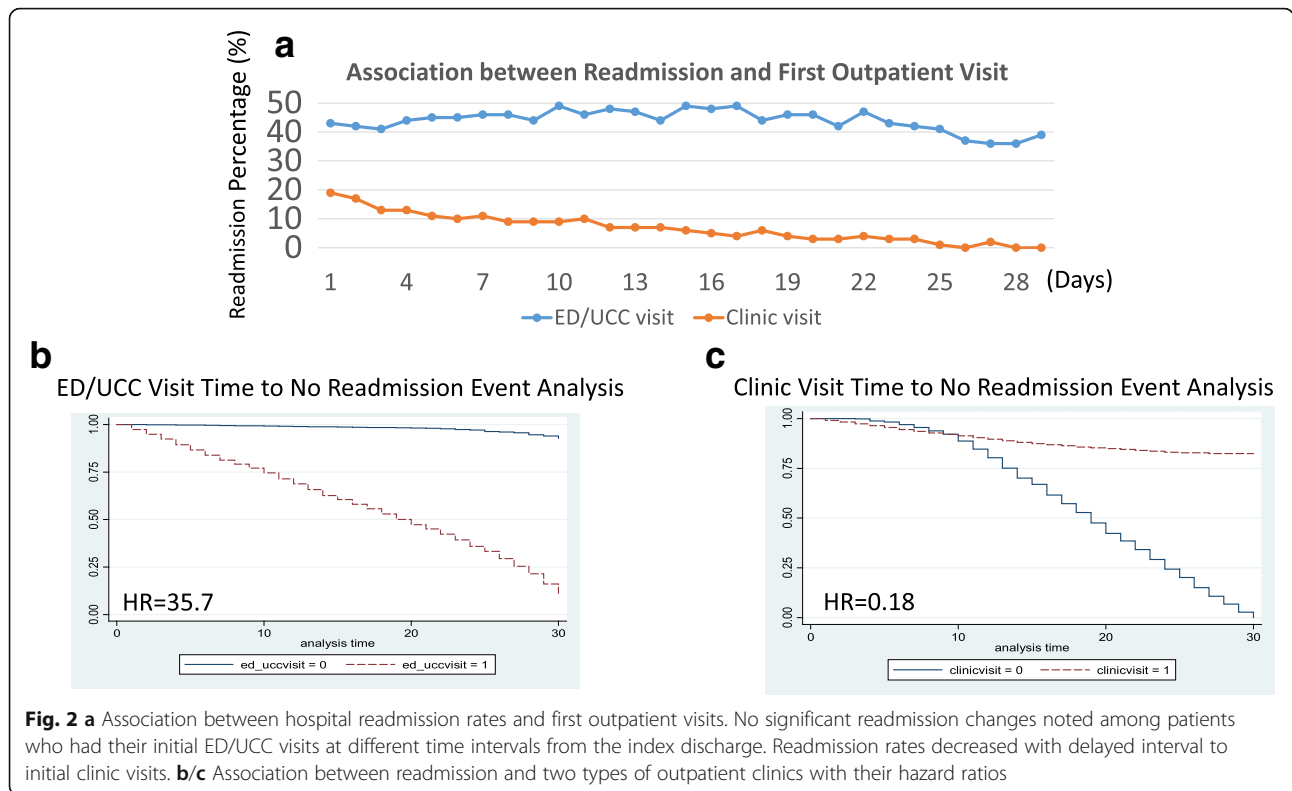 a
Association between Readmission and First Outpatient Visit
Readmission Percentage (%)
50
40
30
20
10
0
1 4 7 10 13 16 19 22 25 28 (Days)
ED/UCC visit Clinic visit
b
ED/UCC Visit Time to No Readmission Event Analysis
1.00
0.75
0.50
0.25
0.00
HR=35.7
0 10 20 30
analysis time
ed_uccvisit = 0 ed_uccvisit = 1
c
Clinic Visit Time to No Readmission Event Analysis
1.00
0.75
0.50
0.25
0.00
HR=0.18
0 10 20 30
analysis time
clinicvisit = 0 clinicvisit = 1
Fig. 2 a Association between hospital readmission rates and first outpatient visits. No significant readmission changes noted among patients
who had their initial ED/UCC visits at different time intervals from the index discharge. Readmission rates decreased with delayed interval to
initial clinic visits. b/c Association between readmission and two types of outpatient clinics with their hazard ratios